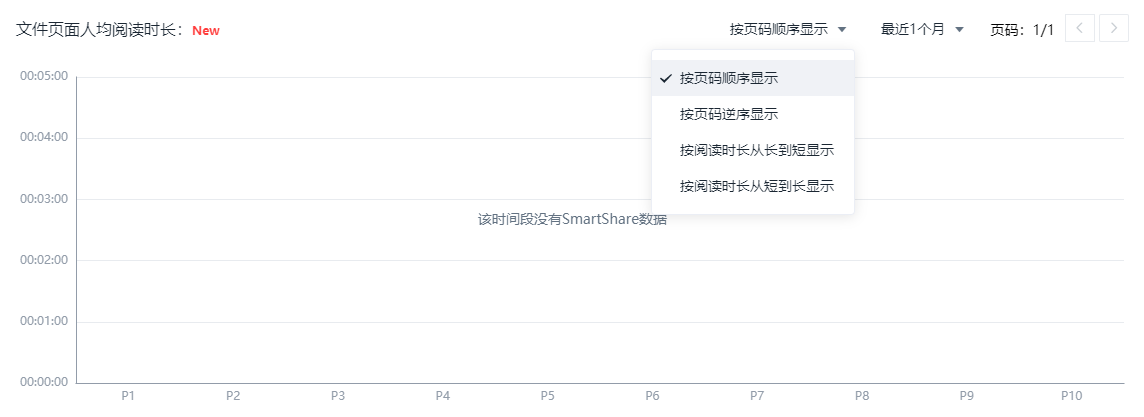 文件页面人均阅读时长：New
按页码顺序显示 最近1个月 页码：1/1
按页码顺序显示
按页码逆序显示
按阅读时长从长到短显示
按阅读时长从短到长显示
00:05:00
00:04:00
00:03:00
该时间段没有SmartShare数据
00:02:00
00:01:00
00:00:00
P1 P2 P3 P4 P5 P6 P7 P8 P9 P10